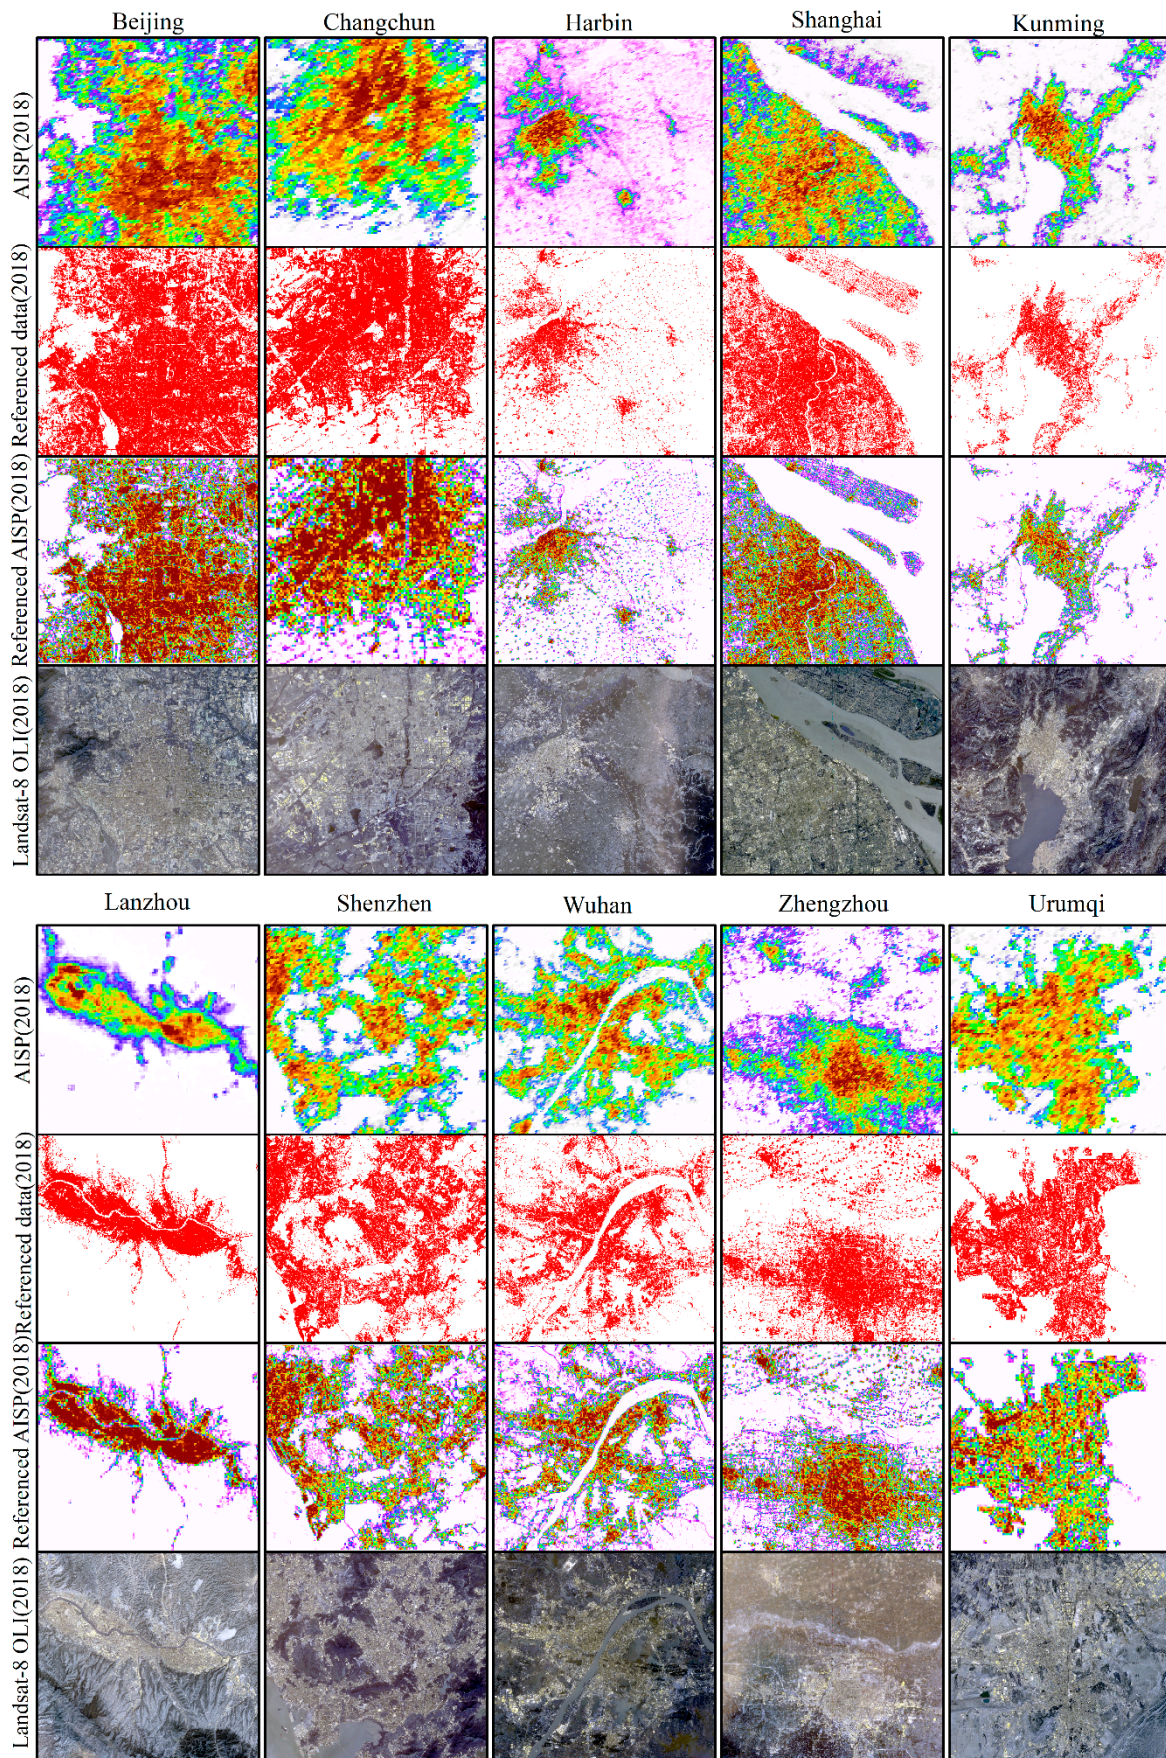 Beijing
Changchun
Harbin
Shanghai
Kunming
AISP(2018)
Referenced data(2018)
Referenced AISP(2018)
Landsat-8 OLI(2018)
Lanzhou
Shenzhen
Wuhan
Zhengzhou
Urumqi
AISP(2018)
Referenced data(2018)
Referenced AISP(2018)
Landsat-8 OLI(2018)